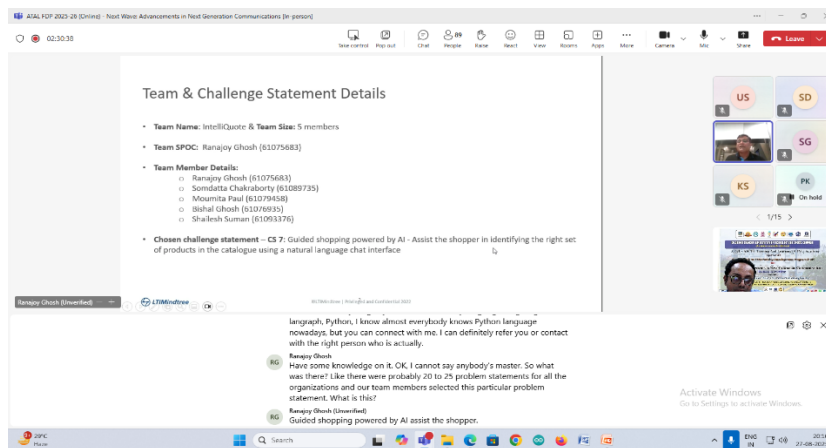 ATAL FDP 2025-26 (Online) - Next Wave: Advancements in Next Generation Communications (In-person)
02:30:38
Take control
Pop out
Chat
89
People
Raise
React
View
Rooms
Apps
More
Camera
Mic
Share
Leave
Team & Challenge Statement Details
• Team Name: IntelliQuote & Team Size: 5 members
• Team SPOC: Ranajoy Ghosh (61075683)
• Team Member Details:
○ Ranajoy Ghosh (61075683)
○ Somdatta Chakraborty (61089735)
○ Moumita Paul (61079458)
○ Bishal Ghosh (61076935)
○ Shailesh Suman (61093376)
• Chosen challenge statement – CS 7: Guided shopping powered by AI - Assist the shopper in identifying the right set
of products in the catalogue using a natural language chat interface
Ranajoy Ghosh (Unverified)
LTIMindtree
US
SD
SG
KS
PK
On hold
1/15
langraph, Python, I know almost everybody knows Python language
nowadays, but you can connect with me. I can definitely refer you or contact
with the right person who is actually.
RG
Ranajoy Ghosh
Have some knowledge on it. OK, I cannot say anybody's master. So what
was there? Like there were probably 20 to 25 problem statements for all the
organizations and our team members selected this particular problem
statement. What is this?
RG
Ranajoy Ghosh (Unverified)
Guided shopping powered by AI assist the shopper.
Activate Windows
Go to Settings to activate Windows.
29°C
Haze
Search
ENG
IN